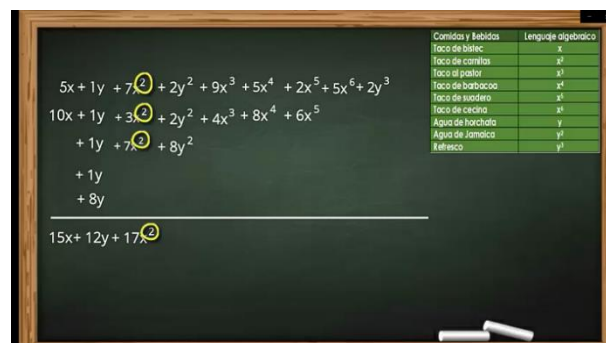 5x + 1y + 7x² + 2y² + 9x³ + 5x⁴ + 2x⁵ + 5x⁶ + 2y³
10x + 1y + 3x² + 2y² + 4x³ + 8x⁴ + 6x⁵
+ 1y + 7x² + 8y²
+ 1y
+ 8y
15x + 12y + 17x²
Comidas y Bebidas Lenguaje algebraico
Taco de bistec x
Taco de carnitas x²
Taco al pastor x³
Taco de barbacoa x⁴
Taco de suadero x⁵
Taco de cecina x⁶
Agua de horchata y
Agua de Jamaica y²
Refresco y³